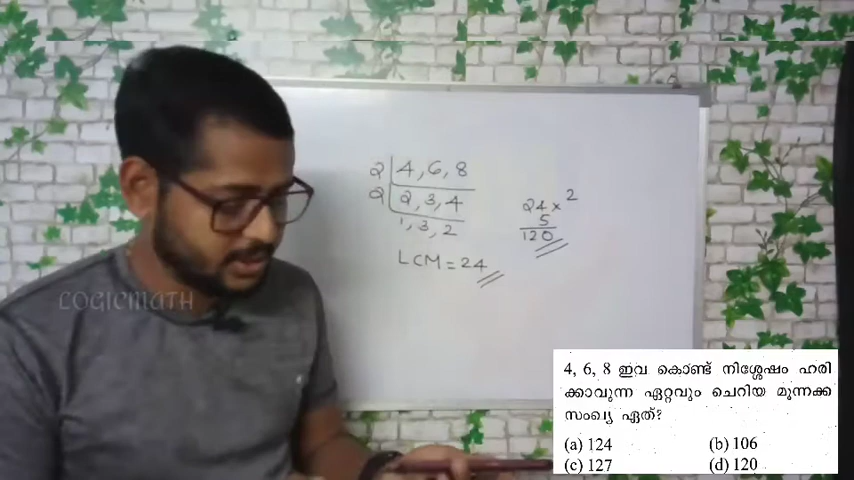 2 | 4, 6, 8
2 | 2, 3, 4
1, 3, 2
LCM = 24
2
24 ×
5
120
LOGICMATH
4, 6, 8 ഇവ കൊണ്ട് നിശ്ശേഷം ഹരി
ക്കാവുന്ന ഏറ്റവും ചെറിയ മൂന്നക്ക
സംഖ്യ ഏത്?
(a) 124 (b) 106
(c) 127 (d) 120